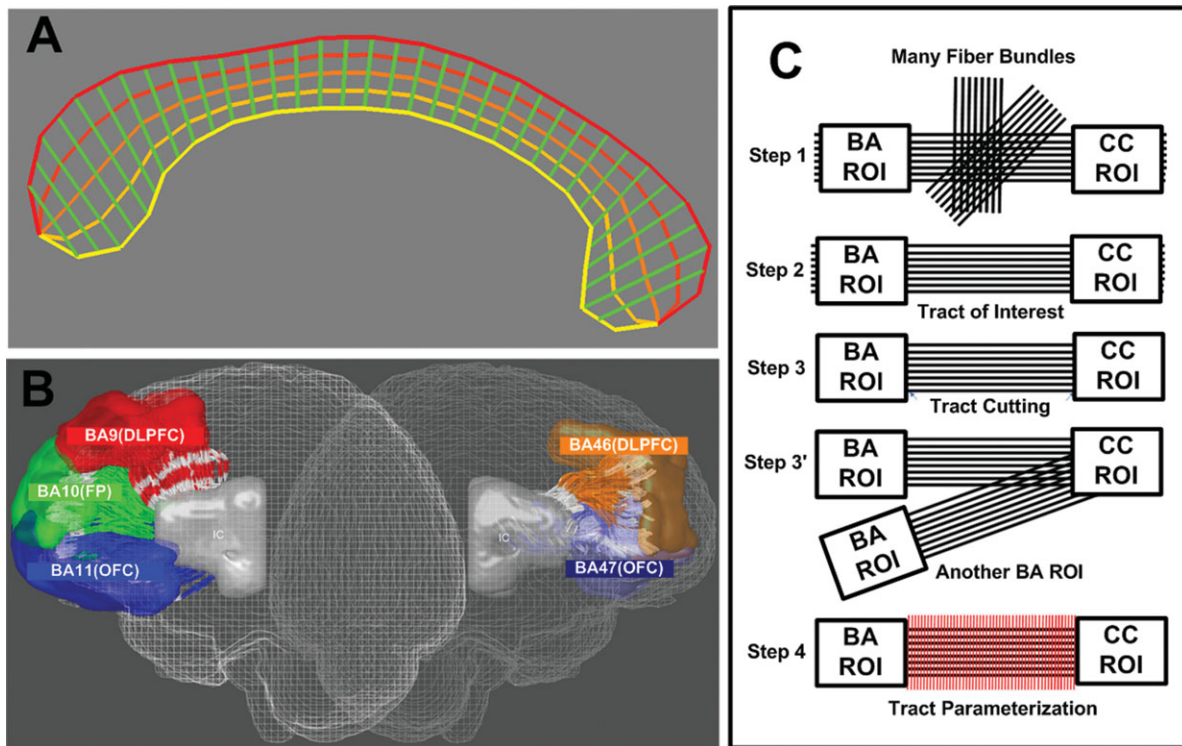 A
B
BA9(DLPFC)
BA10(FP)
BA11(OFC)
IC
BA46(DLPFC)
IC
BA47(OFC)
C
Many Fiber Bundles
Step 1
BA
ROI
CC
ROI
Step 2
BA
ROI
CC
ROI
Tract of Interest
Step 3
BA
ROI
CC
ROI
Tract Cutting
Step 3'
BA
ROI
CC
ROI
BA
ROI
Another BA ROI
Step 4
BA
ROI
CC
ROI
Tract Parameterization